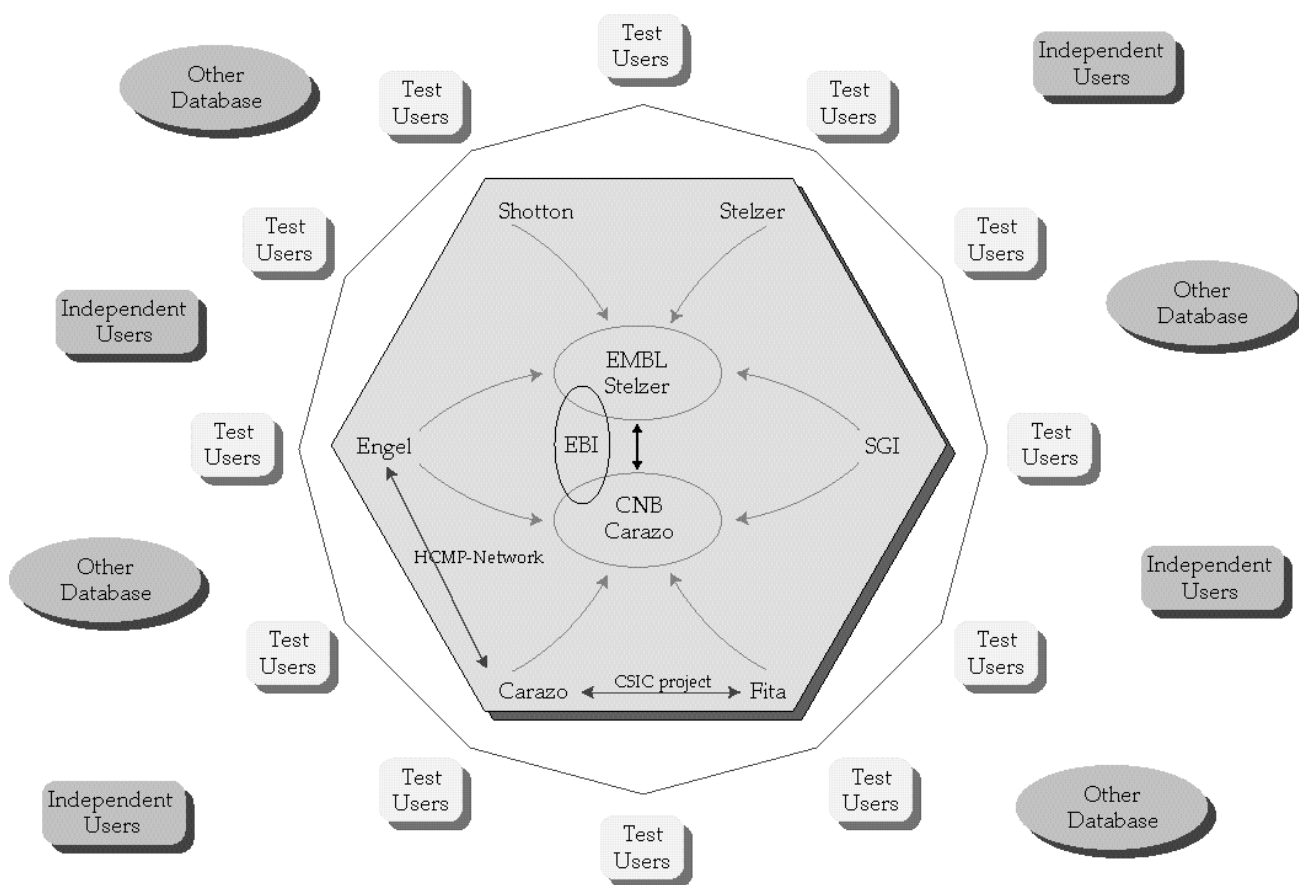 Test
Users
Independent
Users
Other
Database
Test
Users
Test
Users
Shotton
Stelzer
Test
Users
Test
Users
Other
Database
Independent
Users
EMBL
Stelzer
Test
Users
Engel
EBI
SGI
Test
Users
CNB
Carazo
HCMP-Network
Other
Database
Independent
Users
Test
Users
Test
Users
Carazo
CSIC project
Fita
Test
Users
Test
Users
Independent
Users
Other
Database
Test
Users